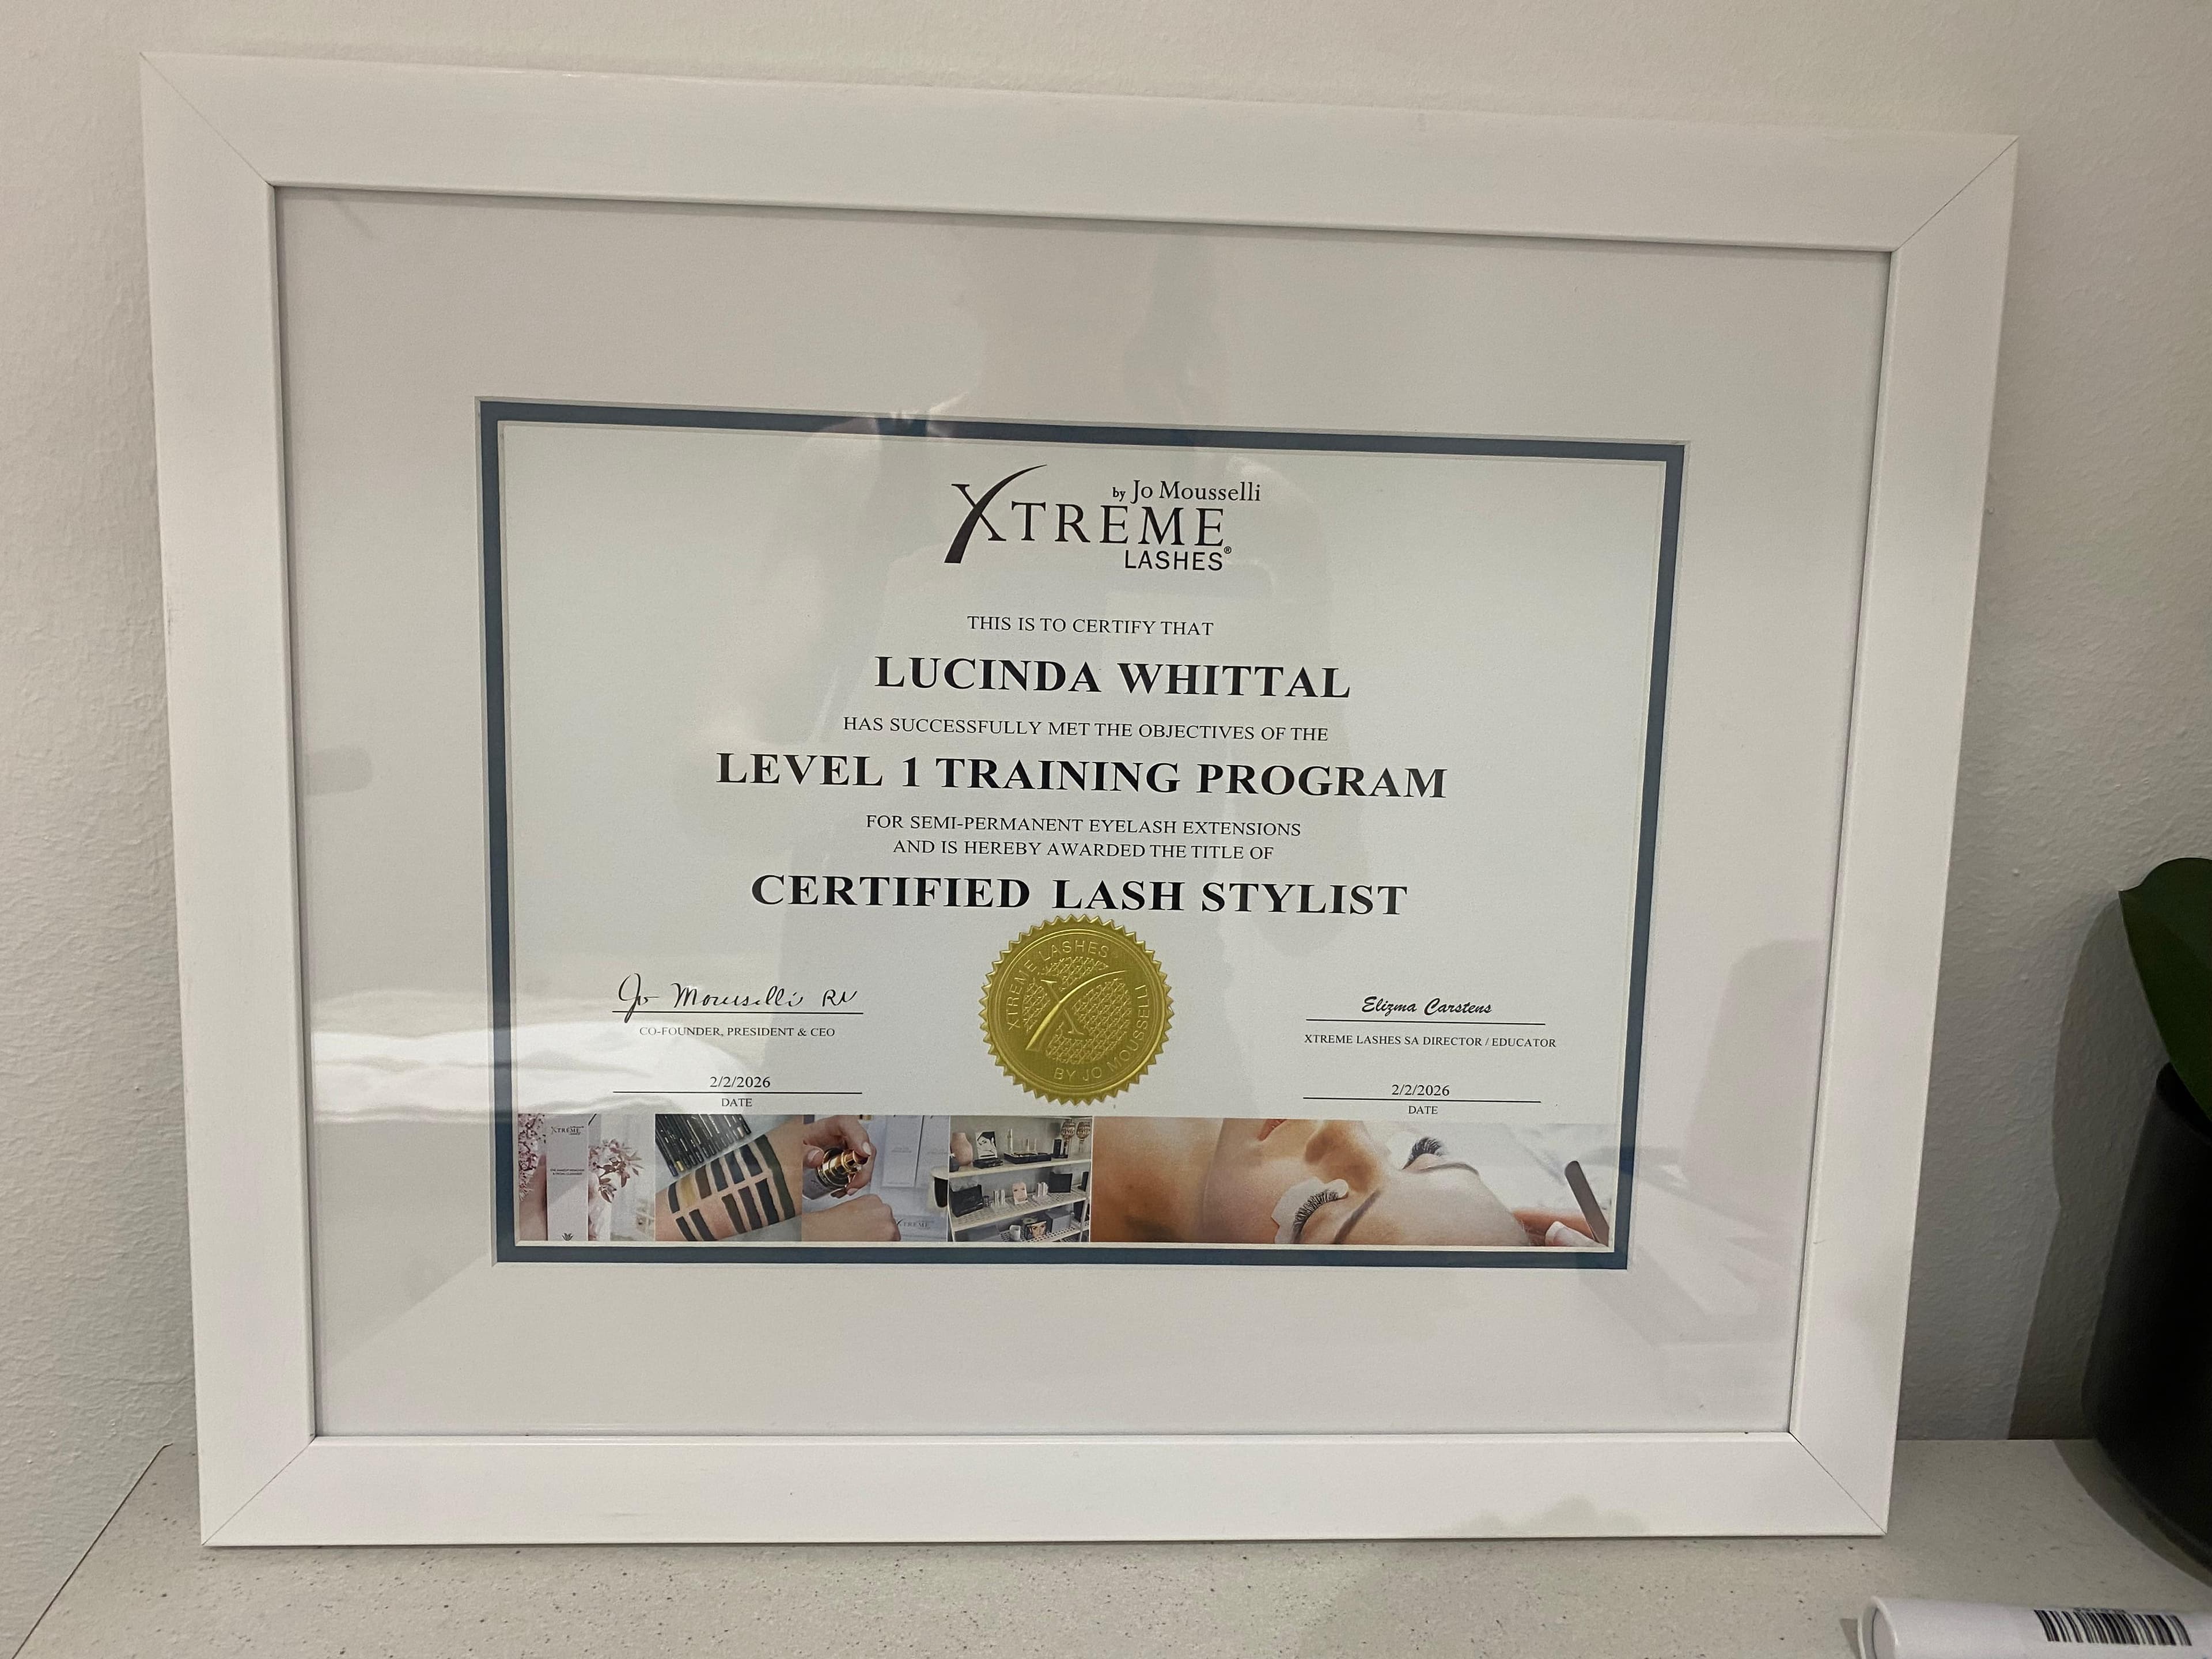 by Jo Mousselli
XTREME
LASHES®
THIS IS TO CERTIFY THAT
LUCINDA WHITTAL
HAS SUCCESSFULLY MET THE OBJECTIVES OF THE
LEVEL 1 TRAINING PROGRAM
FOR SEMI-PERMANENT EYELASH EXTENSIONS
AND IS HEREBY AWARDED THE TITLE OF
CERTIFIED LASH STYLIST
XTREME LASHES
BY JO MOUSSELLI
Jo Mousselli RN
CO-FOUNDER, PRESIDENT & CEO
2/2/2026
DATE
Elizma Carstens
XTREME LASHES SA DIRECTOR / EDUCATOR
2/2/2026
DATE
XTREME
XTREME